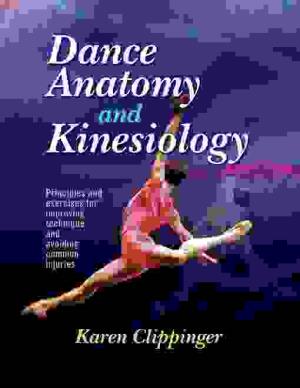 Dance
Anatomy
and
Kinesiology
Principles and
exercises for
improving
technique
and
avoiding
common
injuries
Karen Clippinger